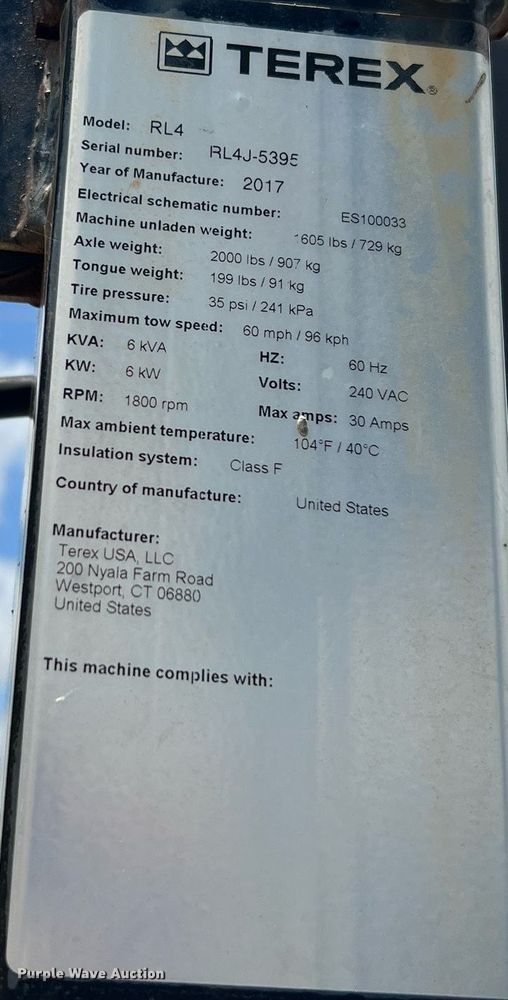 TEREX®
Model: RL4
Serial number: RL4J-5395
Year of Manufacture: 2017
Electrical schematic number: ES100033
Machine unladen weight: 1605 lbs / 729 kg
Axle weight: 2000 lbs / 907 kg
Tongue weight: 199 lbs / 91 kg
Tire pressure: 35 psi / 241 kPa
Maximum tow speed: 60 mph / 96 kph
KVA: 6 kVA HZ: 60 Hz
KW: 6 kW Volts: 240 VAC
RPM: 1800 rpm Max amps: 30 Amps
Max ambient temperature: 104°F / 40°C
Insulation system: Class F
Country of manufacture: United States
Manufacturer:
Terex USA, LLC
200 Nyala Farm Road
Westport, CT 06880
United States
This machine complies with:
Purple Wave Auction